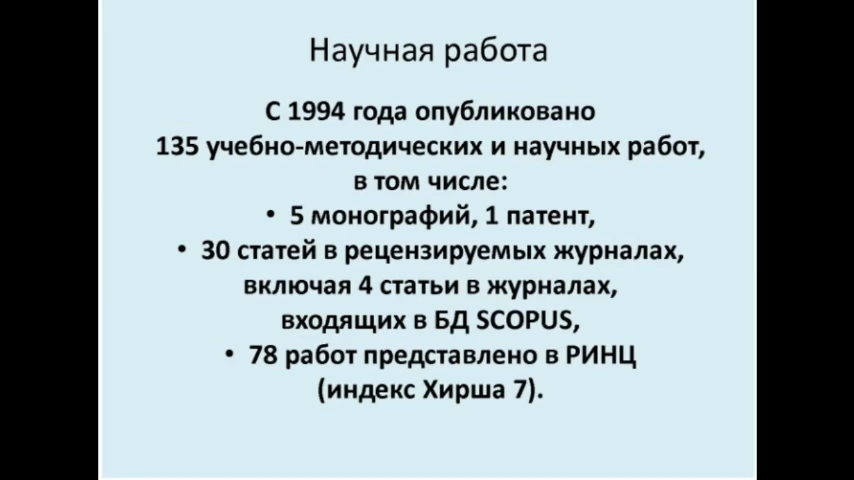 Научная работа
С 1994 года опубликовано
135 учебно-методических и научных работ,
в том числе:
• 5 монографий, 1 патент,
• 30 статей в рецензируемых журналах,
включая 4 статьи в журналах,
входящих в БД SCOPUS,
• 78 работ представлено в РИНЦ
(индекс Хирша 7).